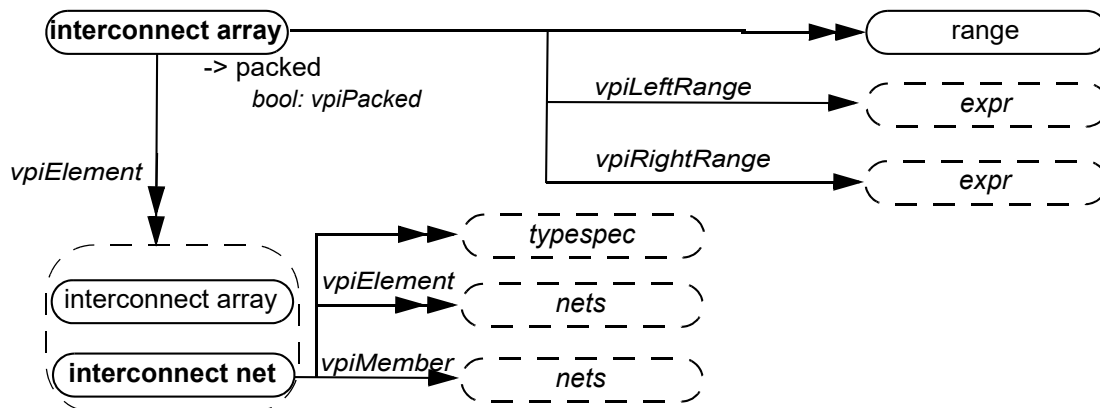 interconnect array
range
-> packed
bool: vpiPacked
vpiLeftRange
expr
vpiRightRange
expr
vpiElement
typespec
vpiElement
interconnect array
nets
interconnect net
vpiMember
nets